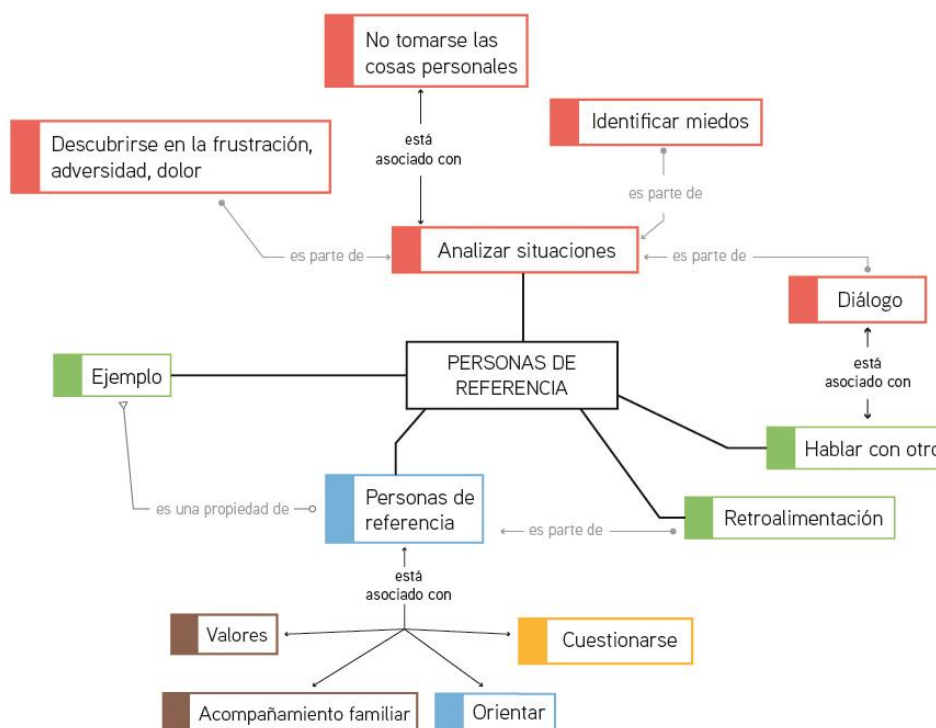 No tomarse las
cosas personales
Identificar miedos
Descubrirse en la frustración,
adversidad, dolor
está
asociado con
es parte de
es parte de
Analizar situaciones
es parte de
Diálogo
PERSONAS DE
REFERENCIA
Ejemplo
está
asociado con
Hablar con otro
Personas de
referencia
es una propiedad de
Retroalimentación
es parte de
está
asociado con
Valores
Cuestionarse
Acompañamiento familiar
Orientar